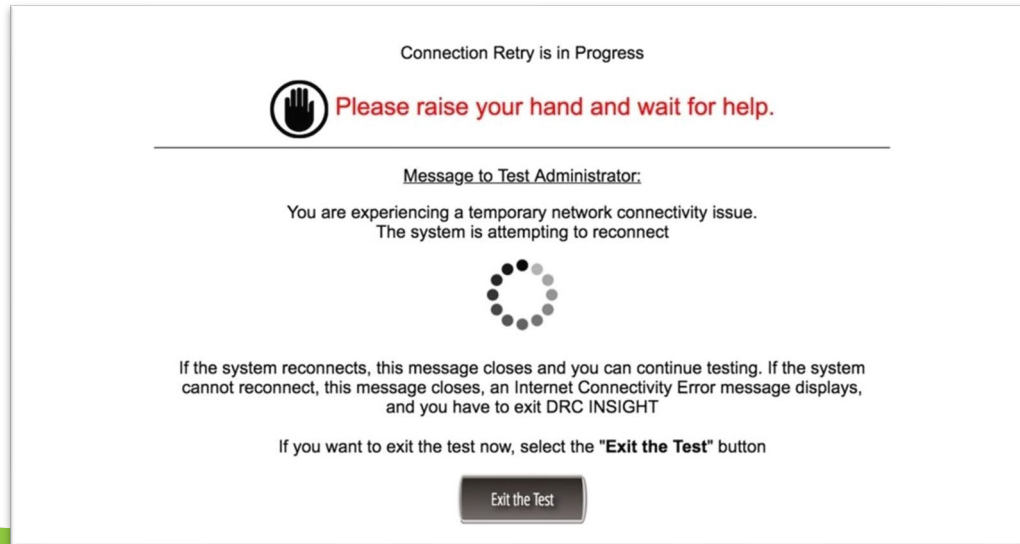 Connection Retry is in Progress
Please raise your hand and wait for help.
Message to Test Administrator:
You are experiencing a temporary network connectivity issue.
The system is attempting to reconnect
If the system reconnects, this message closes and you can continue testing. If the system
cannot reconnect, this message closes, an Internet Connectivity Error message displays,
and you have to exit DRC INSIGHT
If you want to exit the test now, select the "Exit the Test" button
Exit the Test